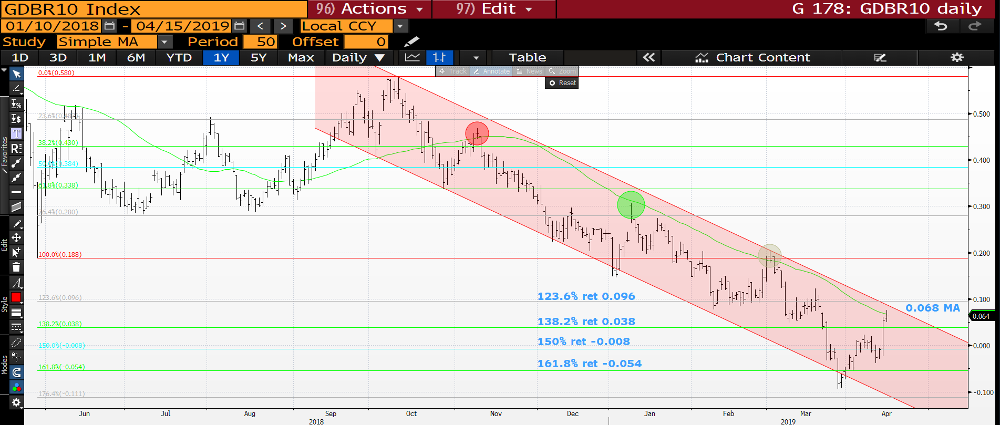 GDBR10 Index 96) Actions 97) Edit G 178: GDBR10 daily
01/10/2018 - 04/15/2019 < > Local CCY
Study Simple MA Period 50 Offset 0
1D 3D 1M 6M YTD 1Y 5Y Max Daily ▼ Table « Chart Content
Track Annotate News Zoom
Reset
Favorites
Edit
Style
Modes
0.0%(0.580)
23.6%(0.487)
38.2%(0.430)
50.0%(0.384)
61.8%(0.338)
76.4%(0.280)
100.0%(0.188)
123.6%(0.096)
138.2%(0.038)
150.0%(-0.008)
161.8%(-0.054)
176.4%(-0.111)
123.6% ret 0.096
138.2% ret 0.038
150% ret -0.008
161.8% ret -0.054
0.068 MA
0.500
0.400
0.300
0.200
0.100
0.064
0.000
-0.100
Jun Jul Aug Sep Oct Nov Dec Jan Feb Mar Apr
2018 2019